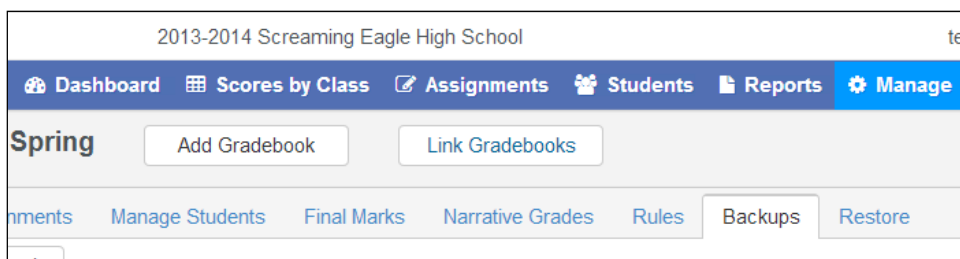 2013-2014 Screaming Eagle High School te
Dashboard Scores by Class Assignments Students Reports Manage
Spring Add Gradebook Link Gradebooks
nments Manage Students Final Marks Narrative Grades Rules Backups Restore